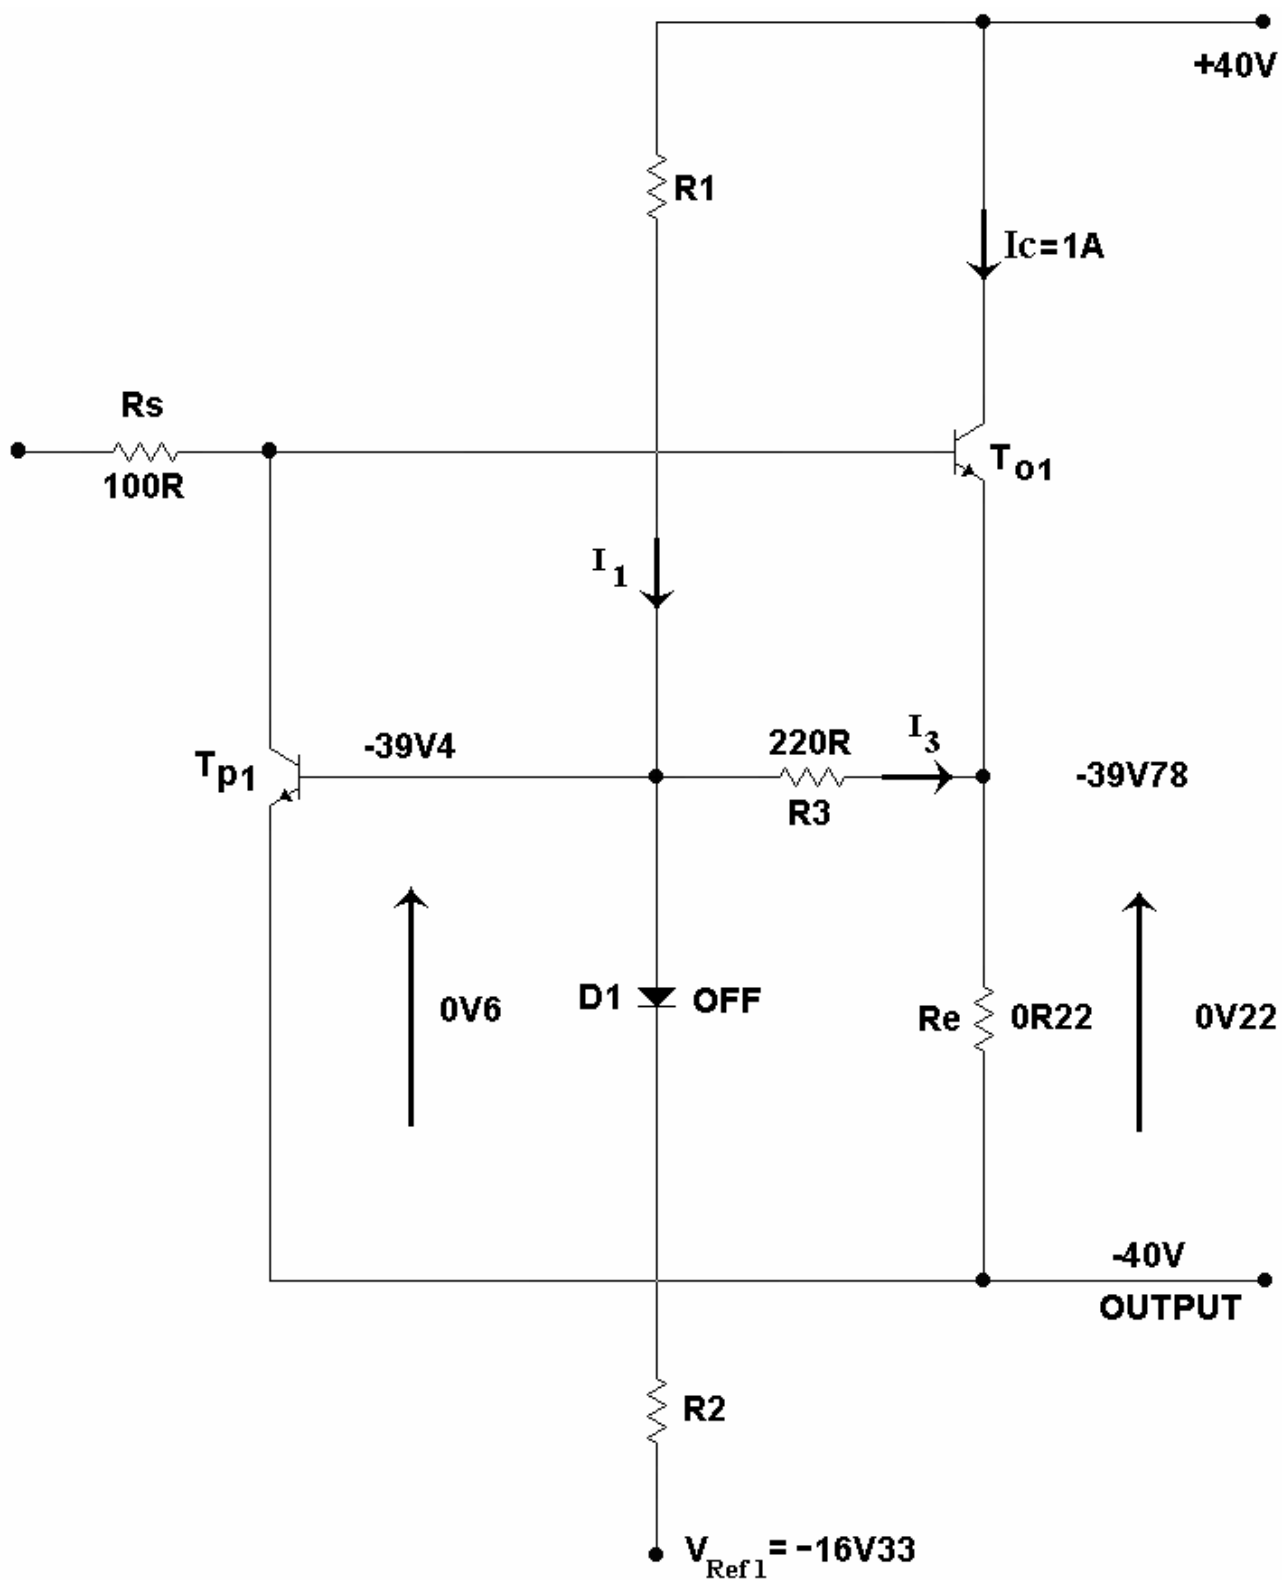 +40V
R1
Ic=1A
Rs
100R
To1
I1
Tp1
-39V4
220R
I3
R3
-39V78
0V6
D1
OFF
Re
0R22
0V22
-40V
OUTPUT
R2
VRef1 = -16V33